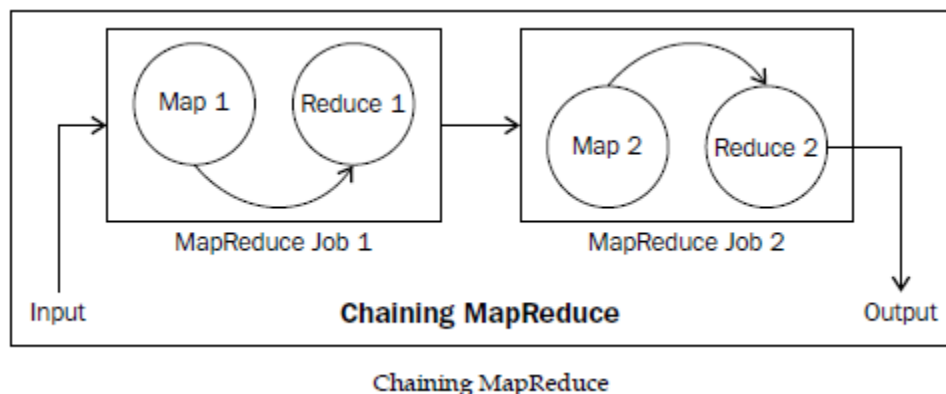 Map 1
Reduce 1
Map 2
Reduce 2
MapReduce Job 1
MapReduce Job 2
Input
Chaining MapReduce
Output
Chaining MapReduce